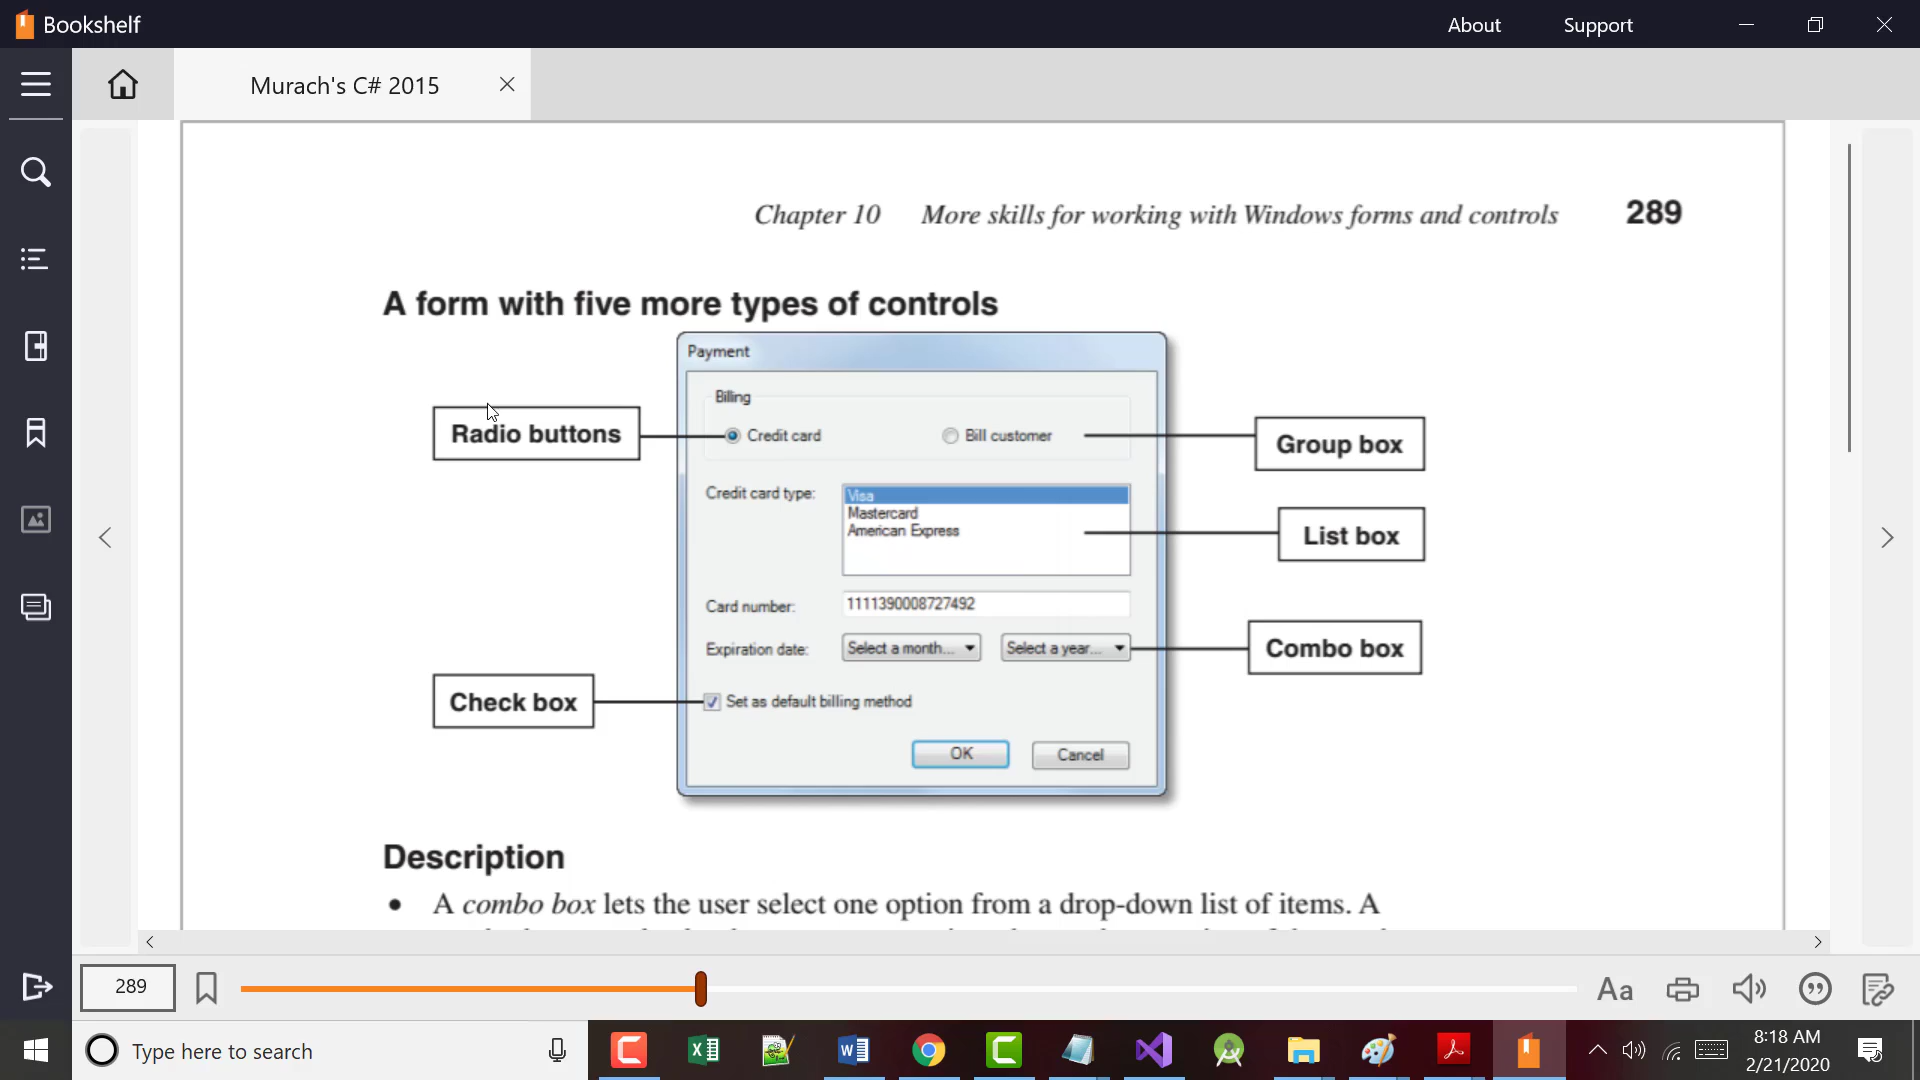 Bookshelf
About
Support
Murach's C# 2015
Chapter 10 More skills for working with Windows forms and controls 289
A form with five more types of controls
Payment
Billing
Radio buttons
Credit card
Bill customer
Group box
Credit card type:
Visa
Mastercard
American Express
List box
Card number:
1111390008727492
Expiration date:
Select a month...
Select a year...
Combo box
Check box
Set as default billing method
OK
Cancel
Description
• A combo box lets the user select one option from a drop-down list of items. A
289
Aa
Type here to search
8:18 AM
2/21/2020